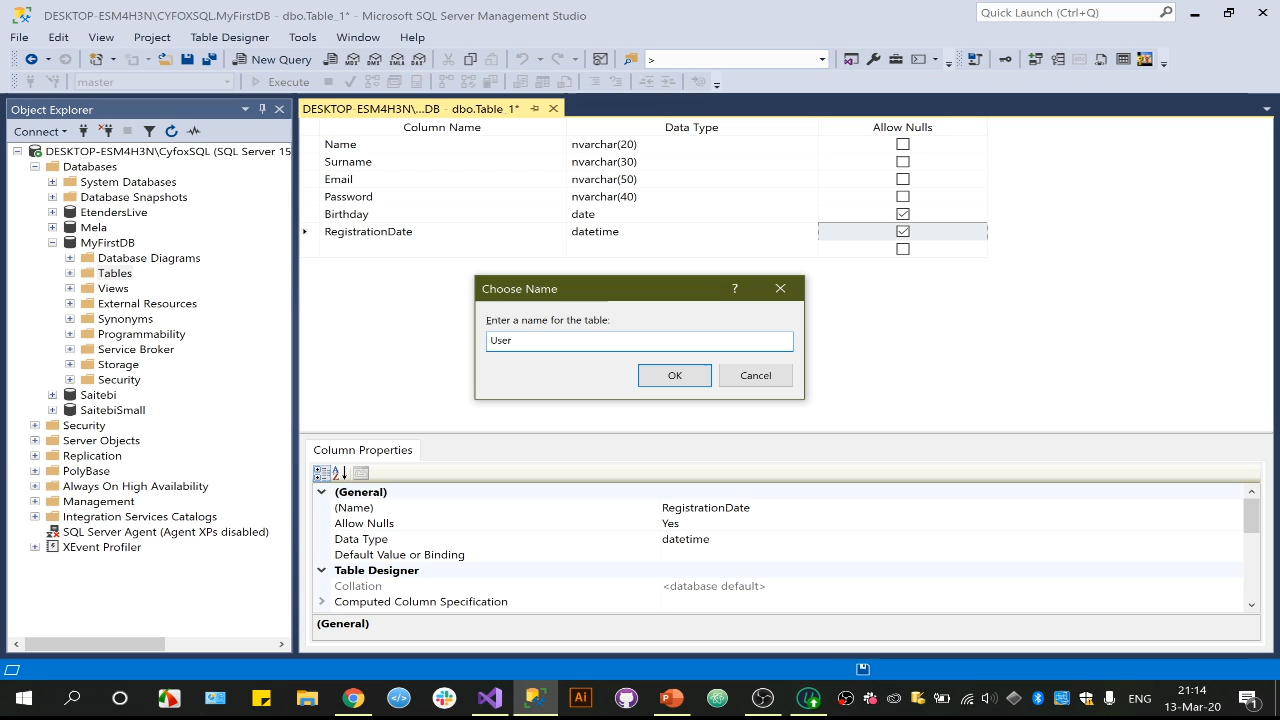 DESKTOP-ESM4H3N\CYFOXSQL.MyFirstDB - dbo.Table_1* - Microsoft SQL Server Management Studio
Quick Launch (Ctrl+Q)
File Edit View Project Table Designer Tools Window Help
New Query
MDX DMX XMLA DAX
>
master
Execute
Object Explorer
DESKTOP-ESM4H3N\...DB - dbo.Table_1*
Connect
Column Name Data Type Allow Nulls
Name nvarchar(20)
Surname nvarchar(30)
Email nvarchar(50)
Password nvarchar(40)
Birthday date
RegistrationDate datetime
DESKTOP-ESM4H3N\CyfoxSQL (SQL Server 15
Databases
System Databases
Database Snapshots
EtendersLive
Mela
MyFirstDB
Database Diagrams
Tables
Views
External Resources
Synonyms
Programmability
Service Broker
Storage
Security
Saitebi
SaitebiSmall
Security
Server Objects
Replication
PolyBase
Always On High Availability
Management
Integration Services Catalogs
SQL Server Agent (Agent XPs disabled)
XEvent Profiler
Choose Name
?
Enter a name for the table:
User
OK Cancel
Column Properties
(General)
(Name) RegistrationDate
Allow Nulls Yes
Data Type datetime
Default Value or Binding
Table Designer
Collation <database default>
Computed Column Specification
(General)
Ai
ENG
21:14
13-Mar-20
1